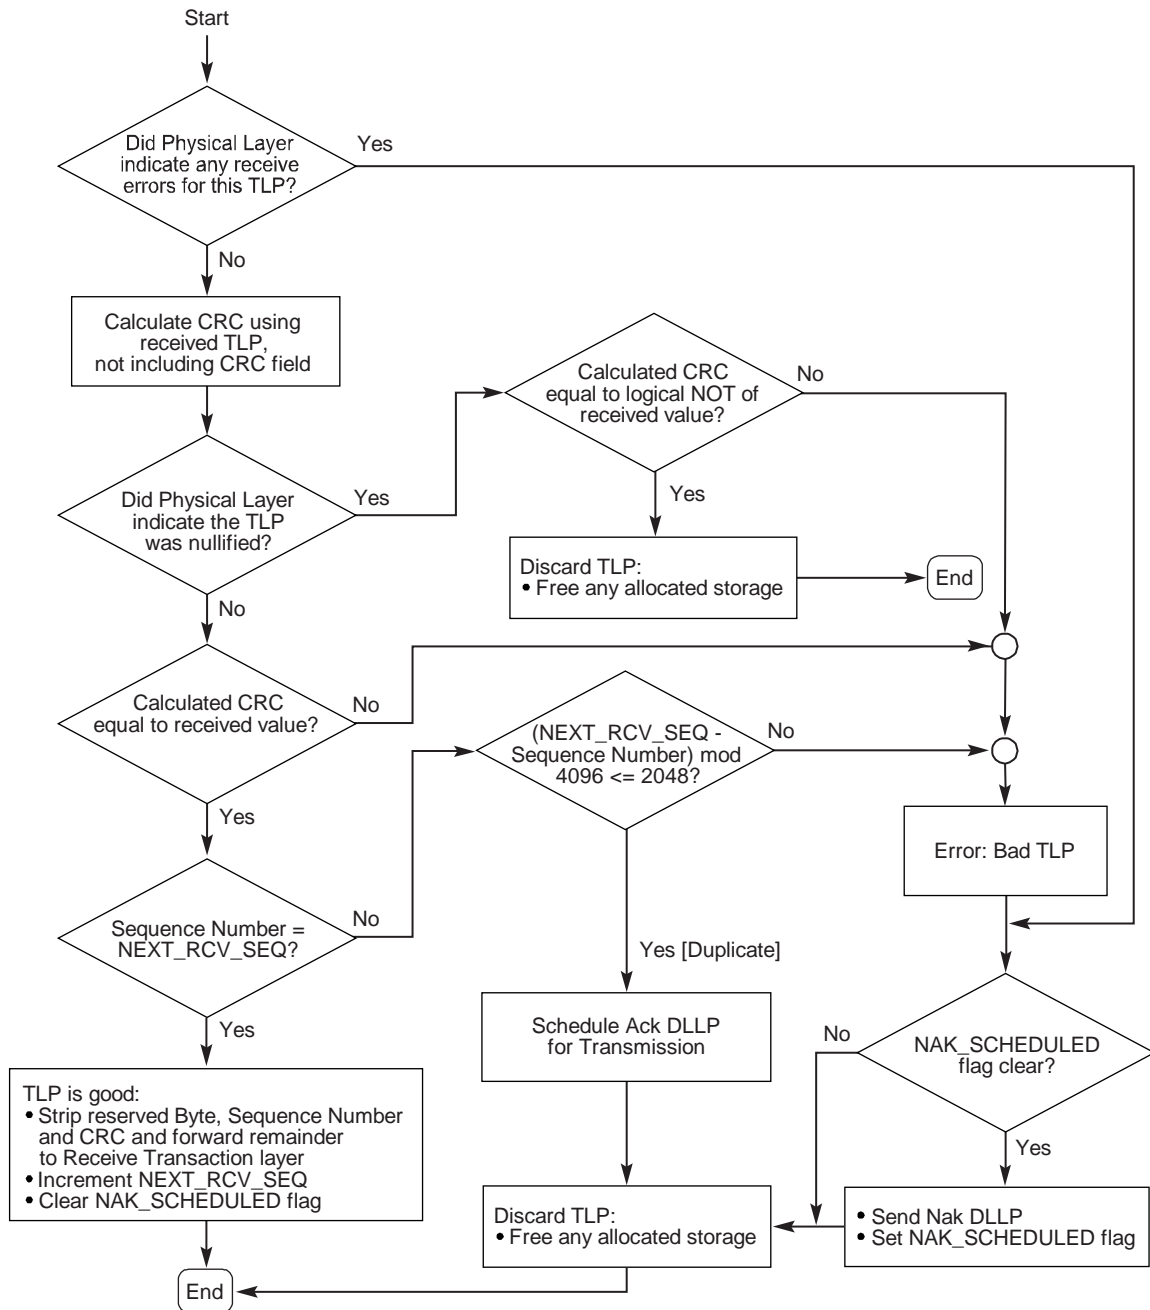 Start
Did Physical Layer
indicate any receive
errors for this TLP?
Yes
No
Calculate CRC using
received TLP,
not including CRC field
Calculated CRC
equal to logical NOT of
received value?
No
Yes
Did Physical Layer
indicate the TLP
was nullified?
Yes
No
Discard TLP:
• Free any allocated storage
End
Calculated CRC
equal to received value?
No
Yes
(NEXT_RCV_SEQ -
Sequence Number) mod
4096 <= 2048?
No
Yes [Duplicate]
Error: Bad TLP
Sequence Number =
NEXT_RCV_SEQ?
No
Yes
Schedule Ack DLLP
for Transmission
NAK_SCHEDULED
flag clear?
No
Yes
TLP is good:
• Strip reserved Byte, Sequence Number
and CRC and forward remainder
to Receive Transaction layer
• Increment NEXT_RCV_SEQ
• Clear NAK_SCHEDULED flag
Discard TLP:
• Free any allocated storage
• Send Nak DLLP
• Set NAK_SCHEDULED flag
End